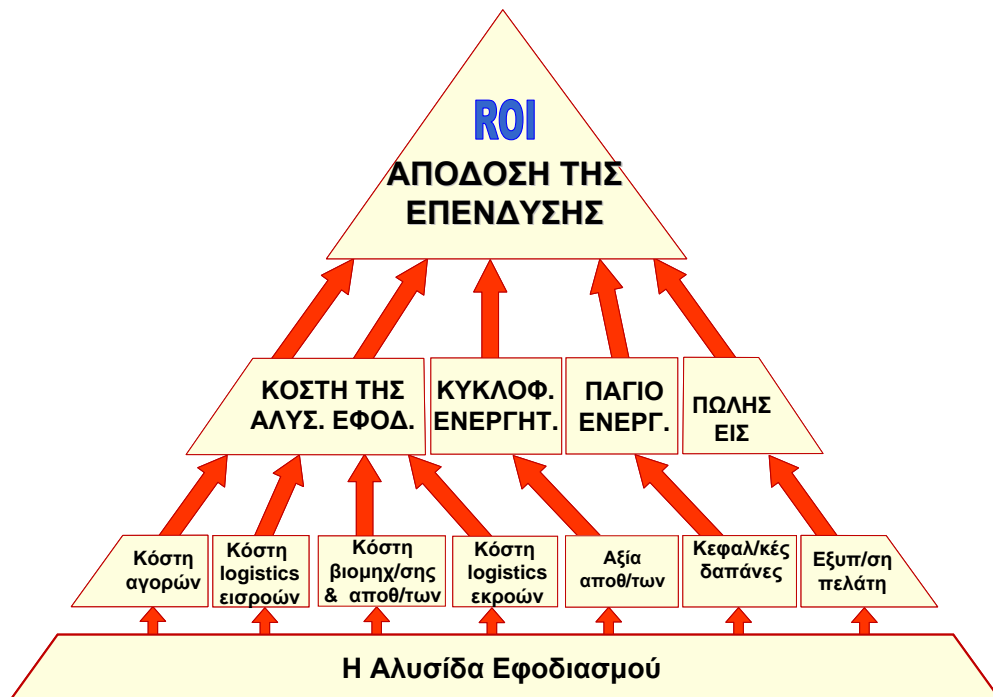 ROI
ΑΠΟΔΟΣΗ ΤΗΣ
ΕΠΕΝΔΥΣΗΣ
ΚΟΣΤΗ ΤΗΣ
ΑΛΥΣ. ΕΦΟΔ.
ΚΥΚΛΟΦ.
ΕΝΕΡΓΗΤ.
ΠΑΓΙΟ
ΕΝΕΡΓ.
ΠΩΛΗΣ
ΕΙΣ
Κόστη
αγορών
Κόστη
logistics
εισροών
Κόστη
βιομηχ/σης
& αποθ/των
Κόστη
logistics
εκροών
Αξία
αποθ/των
Κεφαλ/κές
δαπάνες
Εξυπ/ση
πελάτη
Η Αλυσίδα Εφοδιασμού